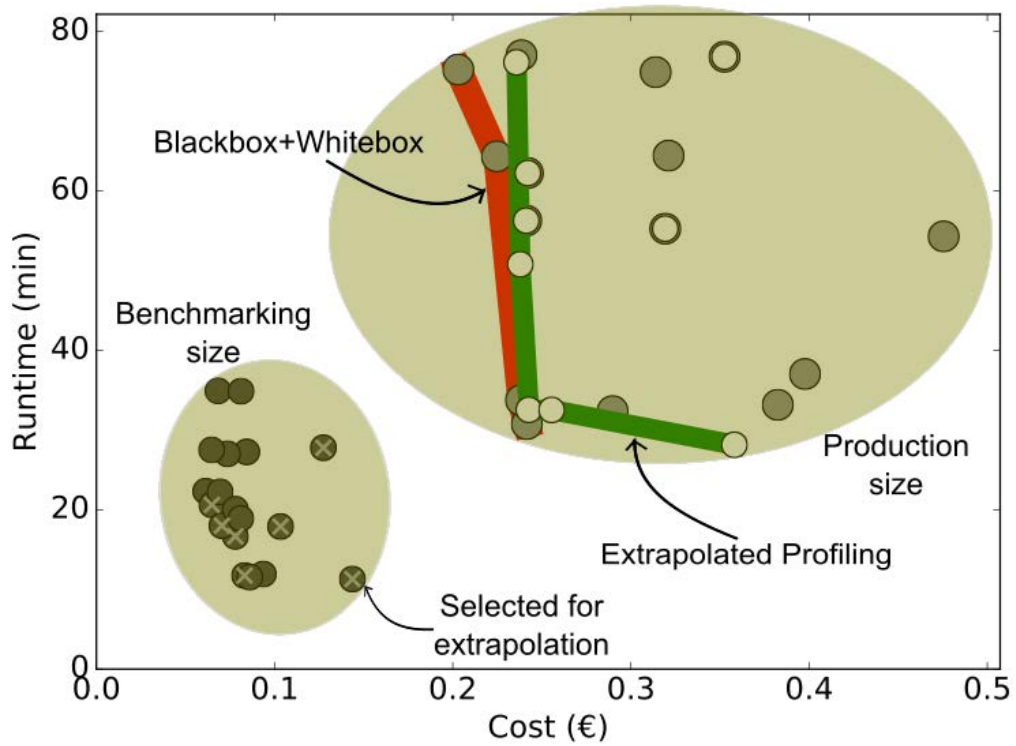 80
60
40
20
0
Runtime (min)
Blackbox+Whitebox
Benchmarking
size
Production
size
Extrapolated Profiling
Selected for
extrapolation
0.0 0.1 0.2 0.3 0.4 0.5
Cost (€)